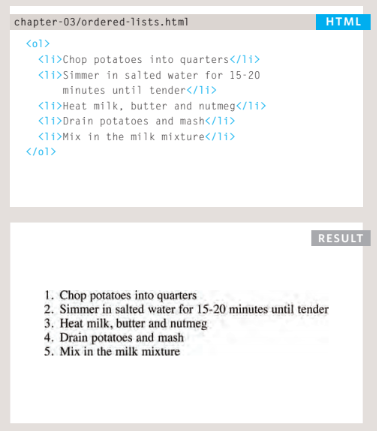 chapter-03/ordered-lists.html HTML
<ol>
<li>Chop potatoes into quarters</li>
<li>Simmer in salted water for 15-20
minutes until tender</li>
<li>Heat milk, butter and nutmeg</li>
<li>Drain potatoes and mash</li>
<li>Mix in the milk mixture</li>
</ol>
RESULT
1. Chop potatoes into quarters
2. Simmer in salted water for 15-20 minutes until tender
3. Heat milk, butter and nutmeg
4. Drain potatoes and mash
5. Mix in the milk mixture